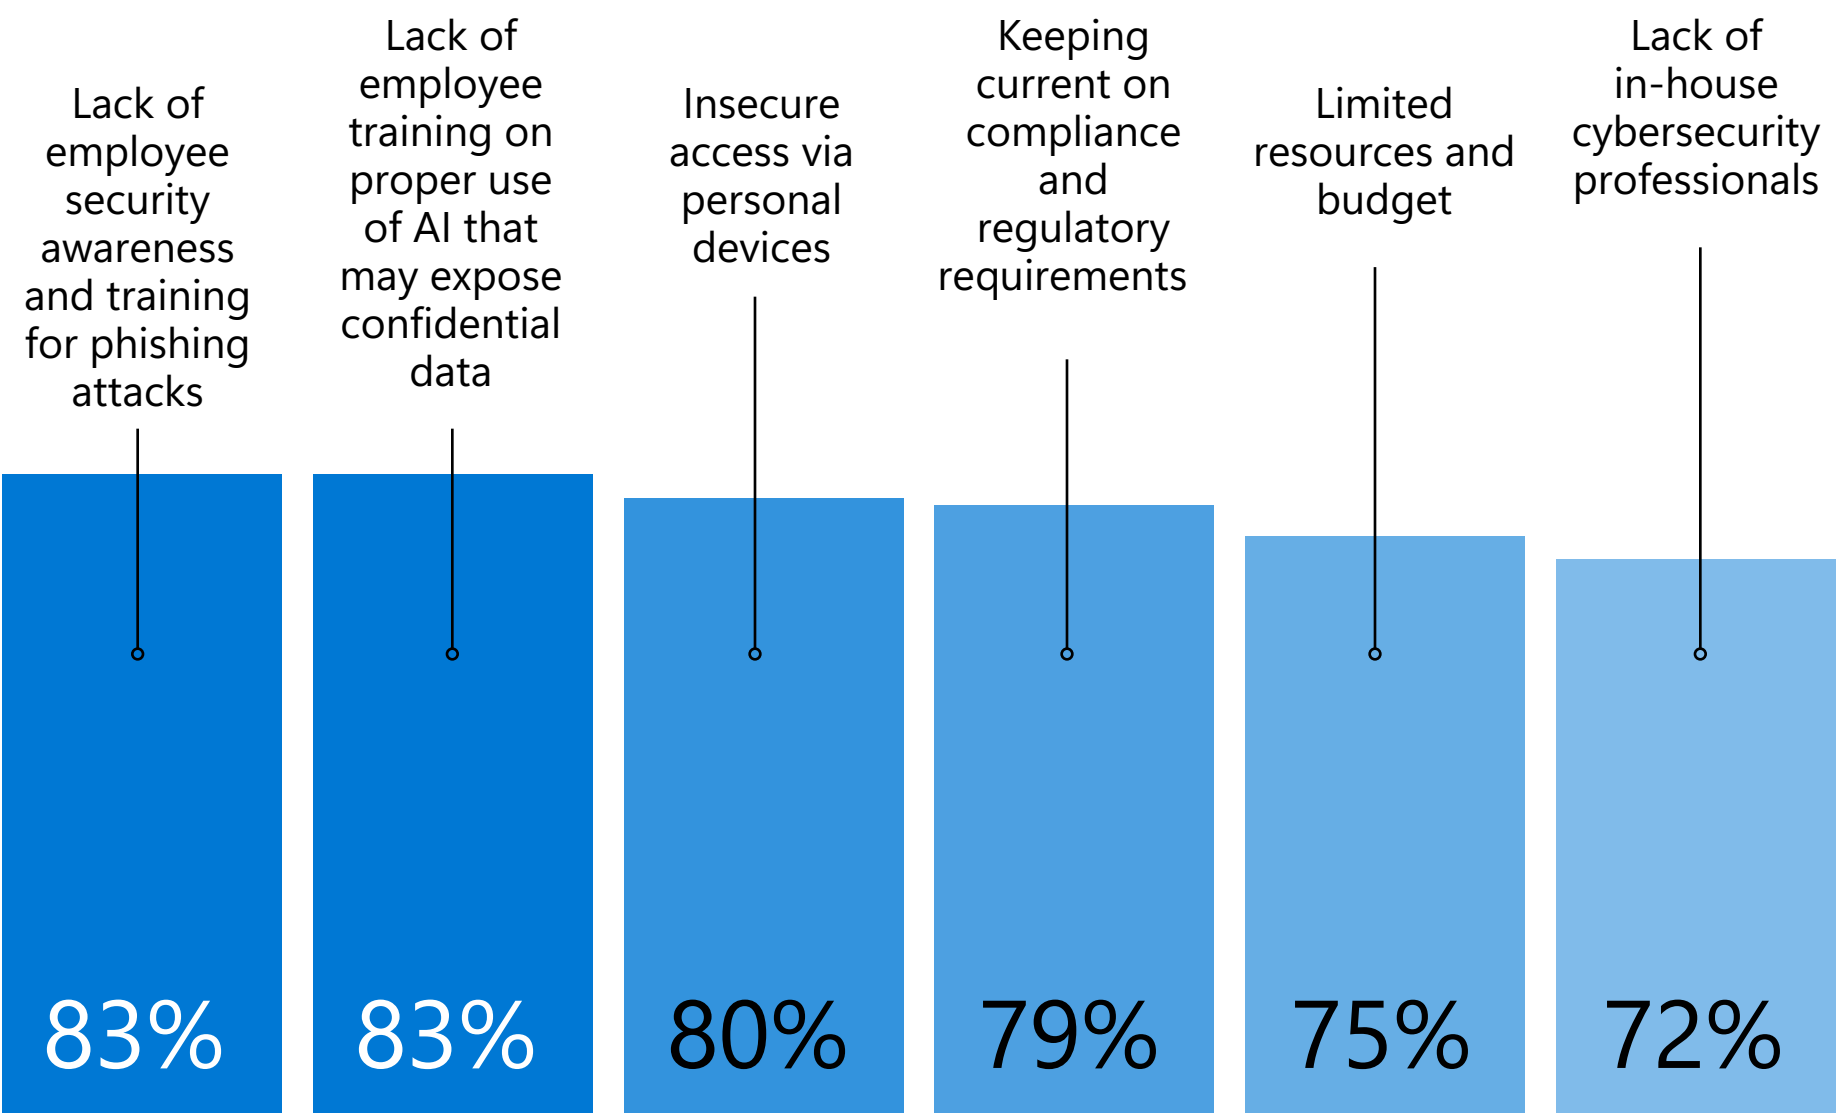 Lack of
employee
security
awareness
and training
for phishing
attacks
Lack of
employee
training on
proper use
of AI that
may expose
confidential
data
Insecure
access via
personal
devices
Keeping
current on
compliance
and
regulatory
requirements
Limited
resources and
budget
Lack of
in-house
cybersecurity
professionals
83%
83%
80%
79%
75%
72%